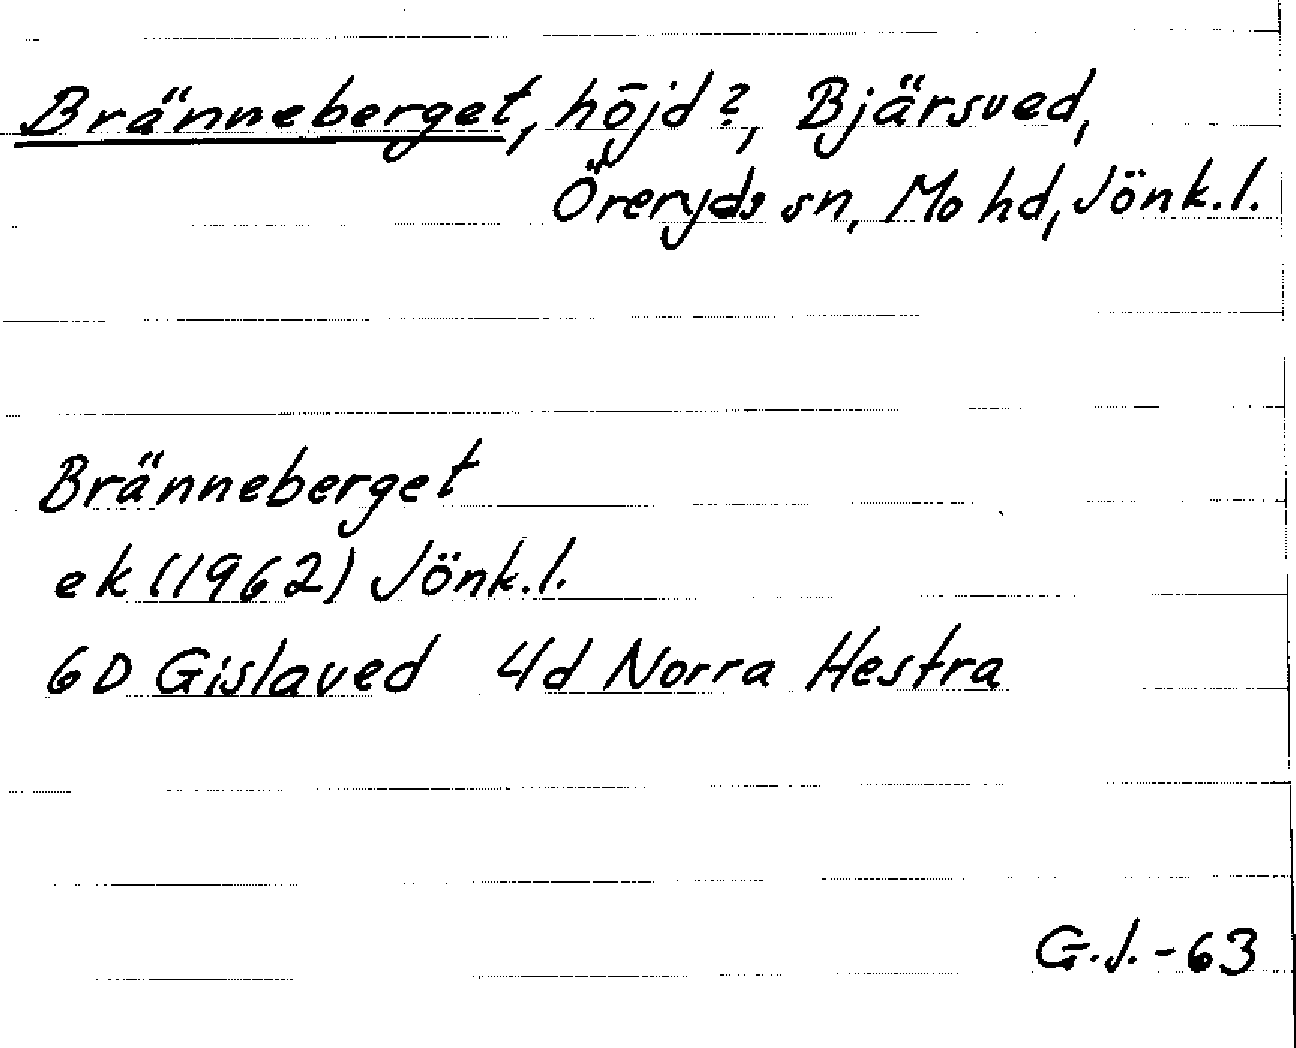 Bränneberget, höjd?, Bjärsved,
Öreryds sn, Mo hd, Jönk.l.
Bränneberget
ek (1962) Jönk.l.
6D Gislaved 4d Norra Hestra
G.J.-63